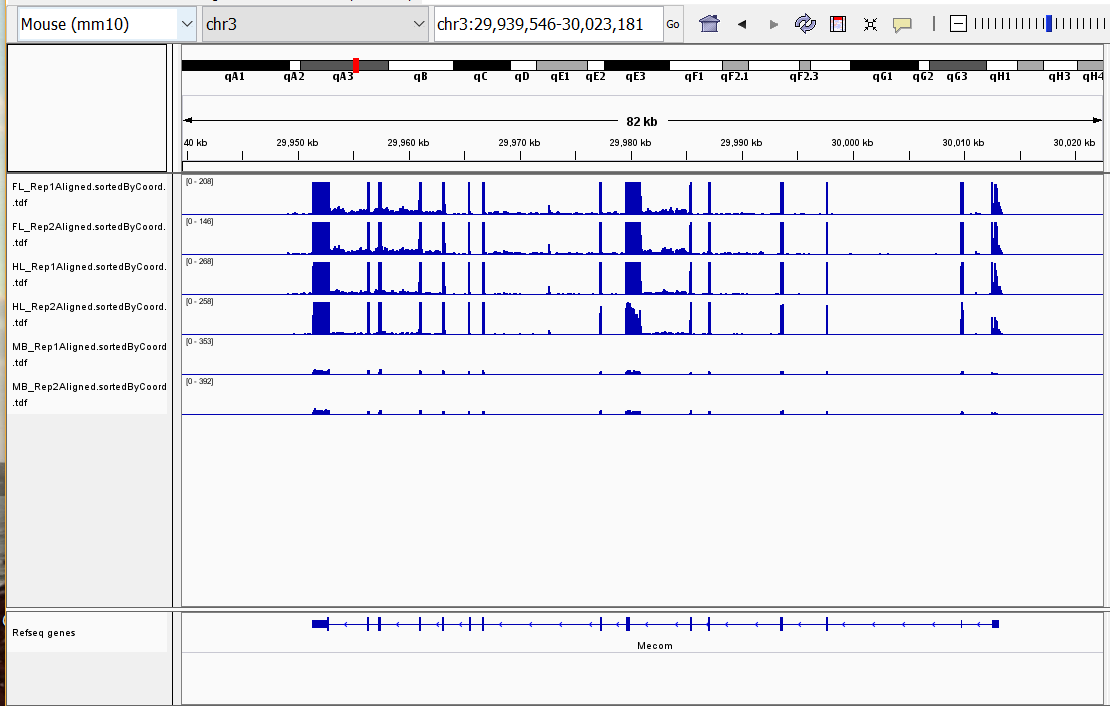 Mouse (mm10) chr3 chr3:29,939,546-30,023,181 Go
qA1 qA2 qA3 qB qC qD qE1 qE2 qE3 qF1 qF2.1 qF2.3 qG1 qG2 qG3 qH1 qH3 qH4
82 kb
40 kb 29,950 kb 29,960 kb 29,970 kb 29,980 kb 29,990 kb 30,000 kb 30,010 kb 30,020 kb
FL_Rep1Aligned.sortedByCoord. [0 - 208]
.tdf
FL_Rep2Aligned.sortedByCoord. [0 - 146]
.tdf
HL_Rep1Aligned.sortedByCoord. [0 - 268]
.tdf
HL_Rep2Aligned.sortedByCoord. [0 - 258]
.tdf
MB_Rep1Aligned.sortedByCoord [0 - 353]
.tdf
MB_Rep2Aligned.sortedByCoord [0 - 392]
.tdf
Refseq genes
Mecom